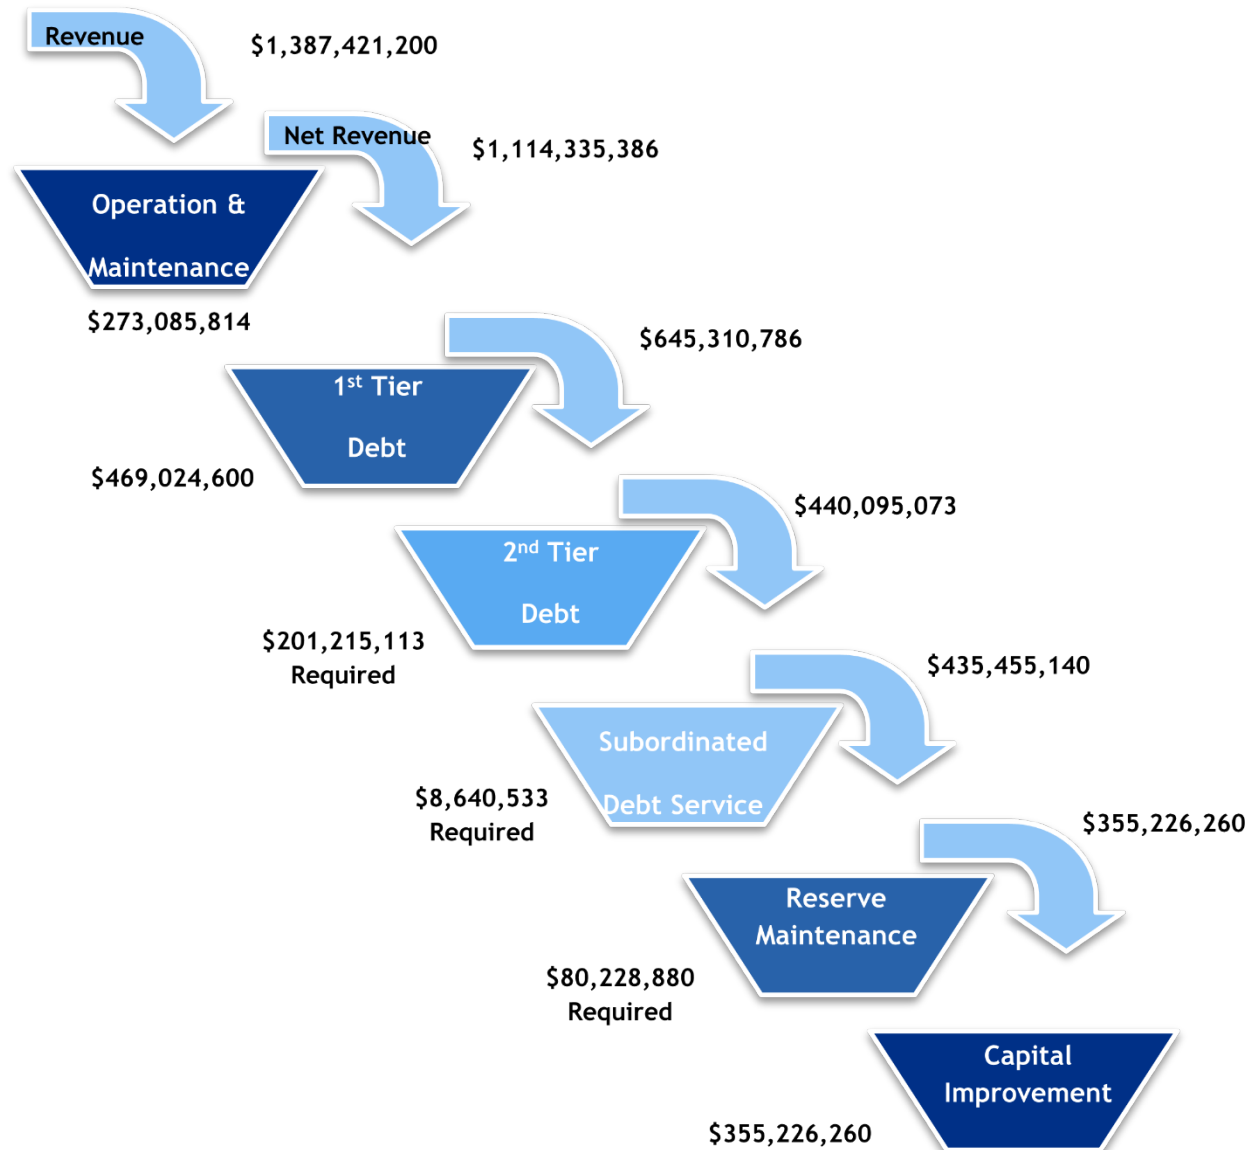 Revenue
$1,387,421,200
Net Revenue
$1,114,335,386
Operation &
Maintenance
$273,085,814
$645,310,786
1st Tier
Debt
$469,024,600
$440,095,073
2nd Tier
Debt
$201,215,113
Required
$435,455,140
Subordinated
Debt Service
$8,640,533
Required
$355,226,260
Reserve
Maintenance
$80,228,880
Required
Capital
Improvement
$355,226,260